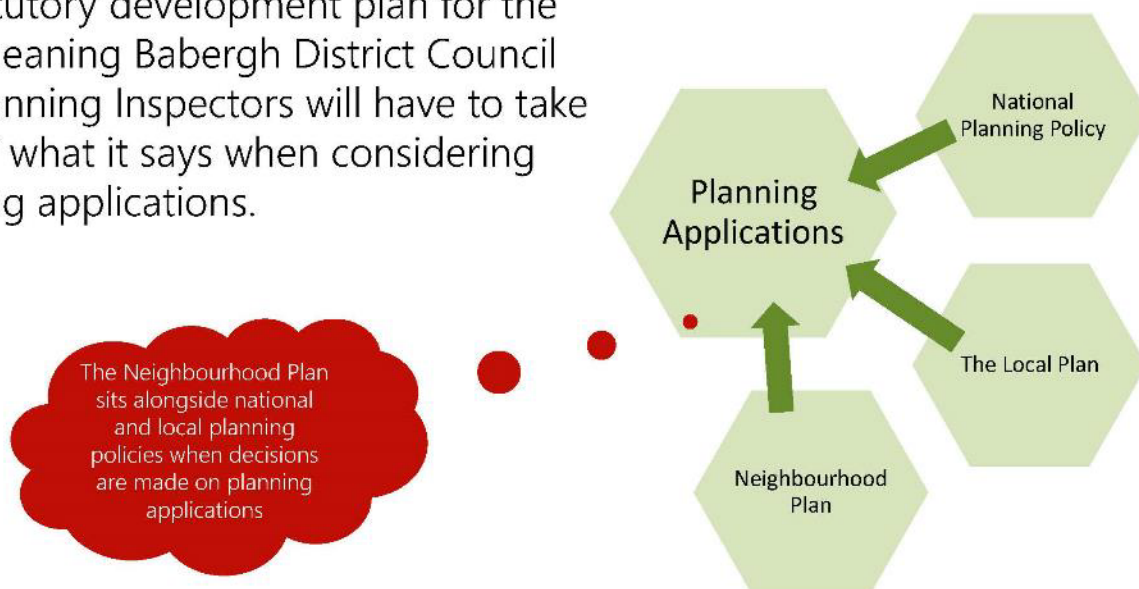 tutory development plan for the
eaning Babergh District Council
nning Inspectors will have to take
what it says when considering
g applications.
National
Planning Policy
Planning
Applications
The Local Plan
The Neighbourhood Plan
sits alongside national
and local planning
policies when decisions
are made on planning
applications
Neighbourhood
Plan